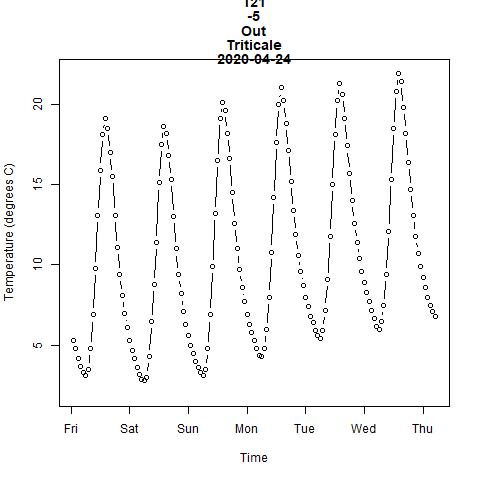 121
-5
Out
Triticale
2020-04-24
Temperature (degrees C)
20
15
10
5
Fri Sat Sun Mon Tue Wed Thu
Time